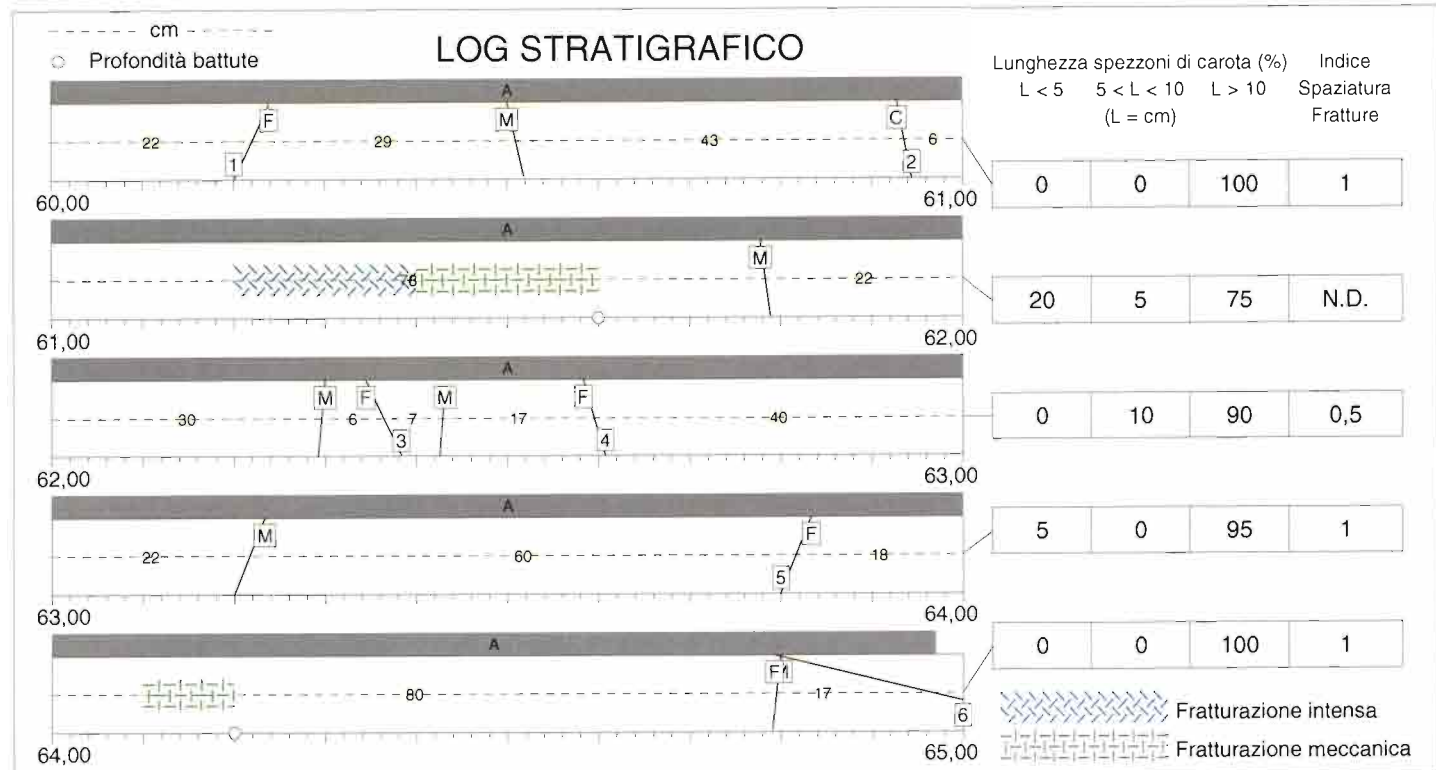 cm
LOG STRATIGRAFICO
Profondità battute
Lunghezza spezzoni di carota (%)
Indice
L < 5
5 < L < 10
L > 10
Spaziatura
(L = cm)
Fratture
A
F
M
C
22
29
43
6
1
2
60,00
61,00
0
0
100
1
A
M
78
22
61,00
62,00
20
5
75
N.D.
A
M
F
M
F
30
6
7
17
40
3
4
62,00
63,00
0
10
90
0,5
A
M
F
22
60
18
5
63,00
64,00
5
0
95
1
A
80
17
6
64,00
65,00
0
0
100
1
Fratturazione intensa
Fratturazione meccanica